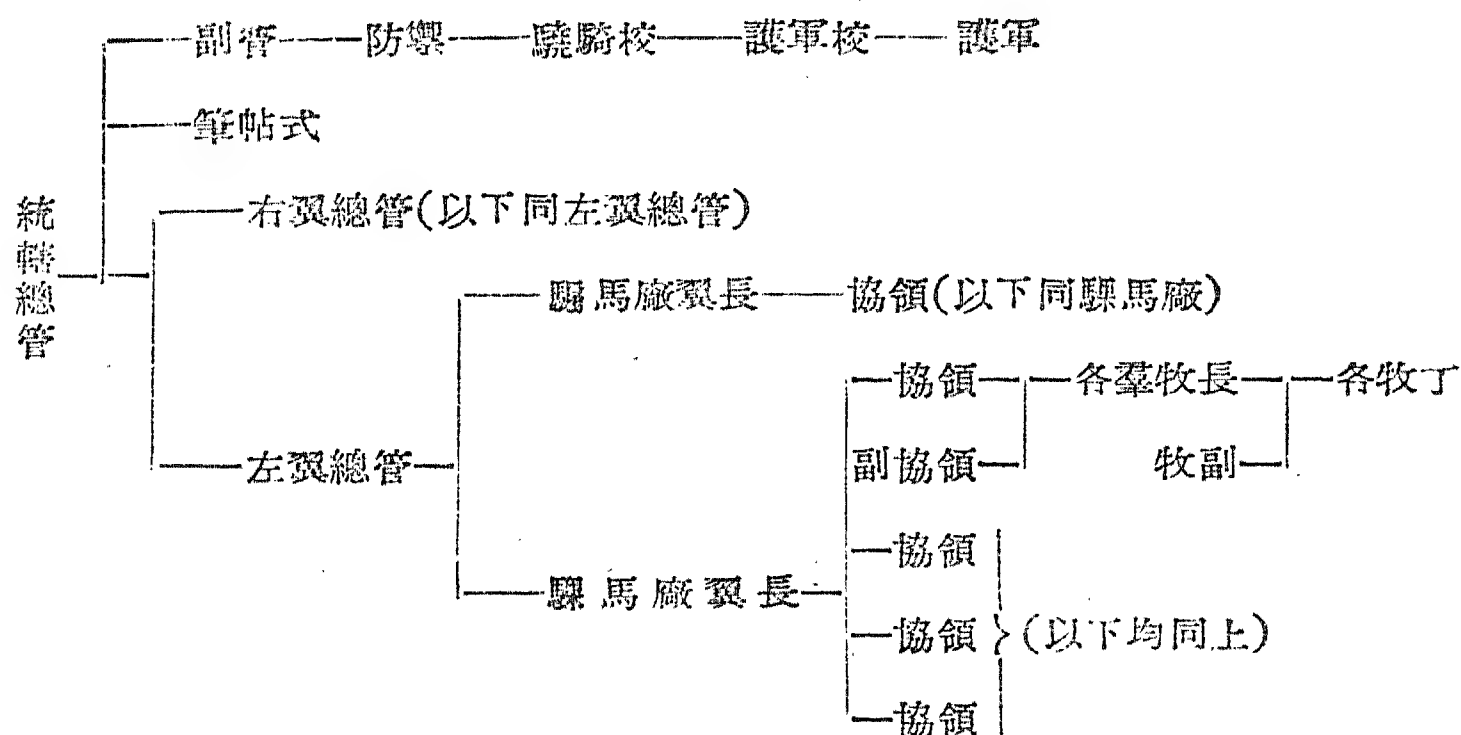 副管 防禦 驍騎校 護軍校 護軍
筆帖式
統轄總管
右翼總管(以下同左翼總管)
騸馬廠翼長 協領(以下同騍馬廠)
協領 各羣牧長 各牧丁
左翼總管
副協領 牧副
協領
騍馬廠翼長
協領 (以下均同上)
協領